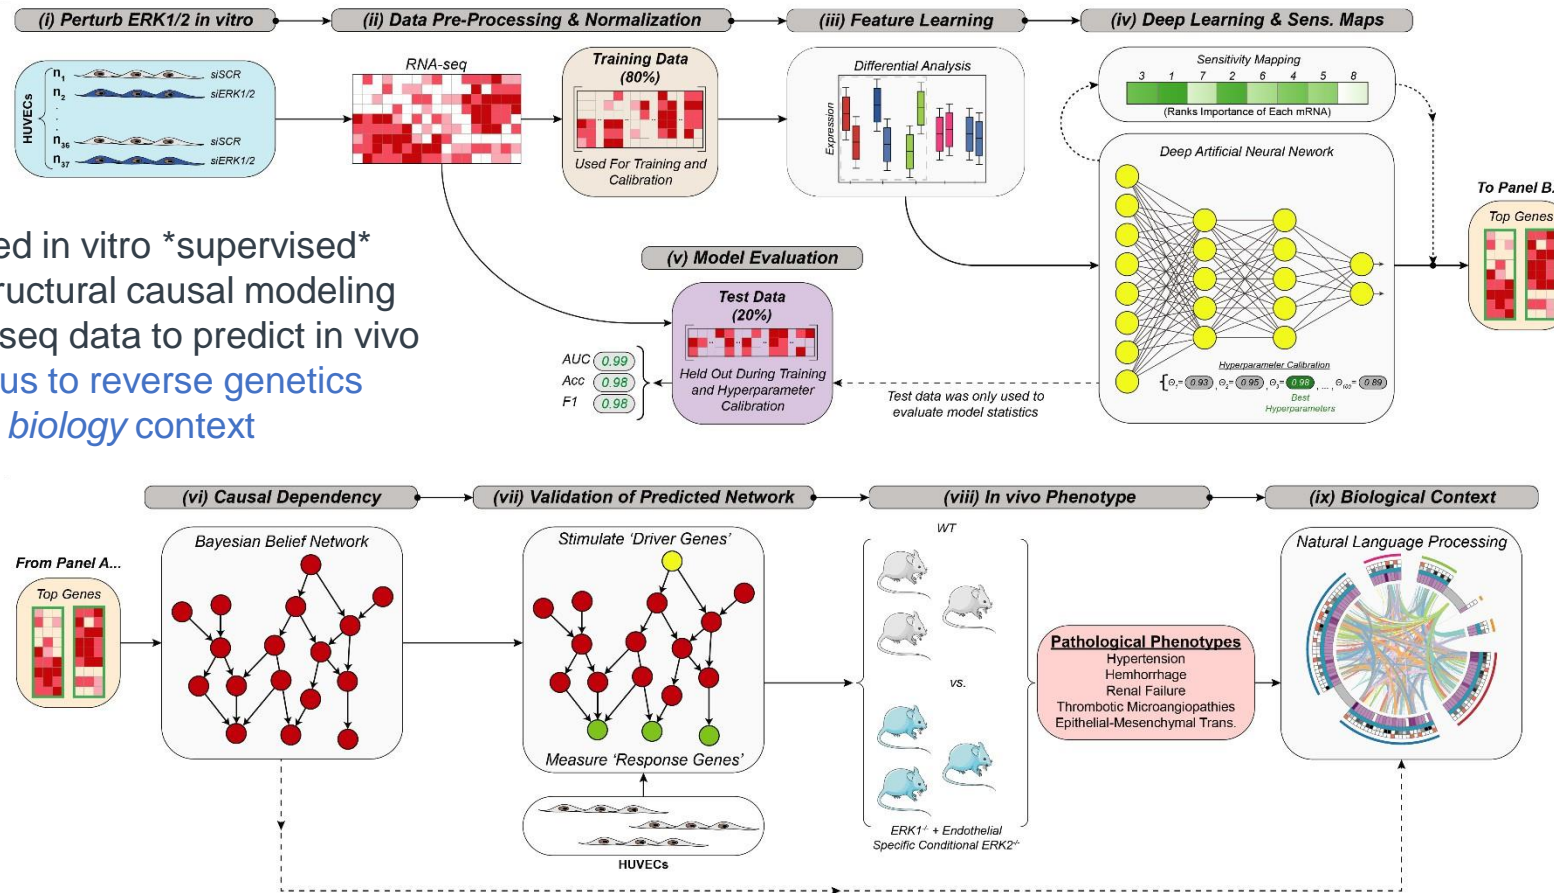 (i) Perturb ERK1/2 in vitro
(ii) Data Pre-Processing & Normalization
(iii) Feature Learning
(iv) Deep Learning & Sens. Maps
HUVECs
n1
siSCR
n2
siERK1/2
.
.
.
n36
siSCR
n37
siERK1/2
RNA-seq
Training Data
(80%)
Used For Training and
Calibration
Differential Analysis
Expression
Sensitivity Mapping
3 1 7 2 6 4 5 8
(Ranks Importance of Each mRNA)
Deep Artificial Neural Nework
Hyperparameter Calibration
{Θ1= 0.93 , Θ2= 0.95 , Θ3= 0.98 , ... , Θ103= 0.89
Best
Hyperparameters
To Panel B..
Top Genes
ed in vitro *supervised*
tructural causal modeling
seq data to predict in vivo
us to reverse genetics
biology context
(v) Model Evaluation
Test Data
(20%)
Held Out During Training
and Hyperparameter
Calibration
AUC 0.99
Acc 0.98
F1 0.98
Test data was only used to
evaluate model statistics
(vi) Causal Dependency
(vii) Validation of Predicted Network
(viii) In vivo Phenotype
(ix) Biological Context
From Panel A...
Top Genes
Bayesian Belief Network
Stimulate 'Driver Genes'
Measure 'Response Genes'
HUVECs
WT
vs.
ERK1-/- + Endothelial
Specific Conditional ERK2-/-
Pathological Phenotypes
Hypertension
Hemhorrhage
Renal Failure
Thrombotic Microangiopathies
Epithelial-Mesenchymal Trans.
Natural Language Processing